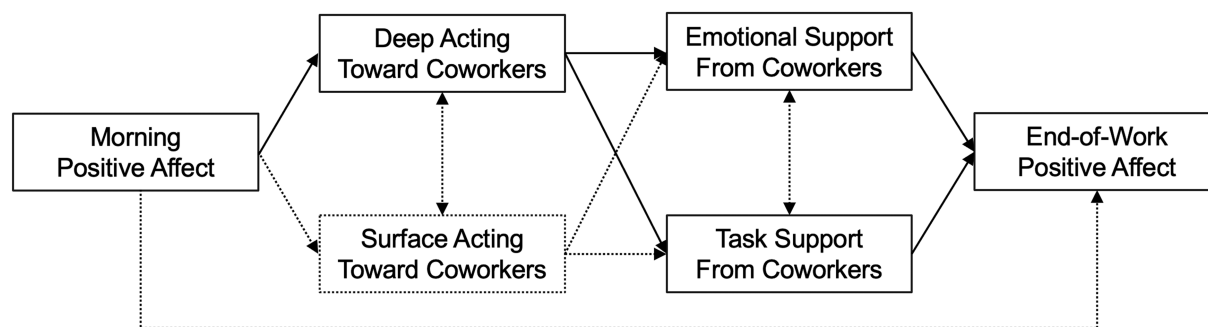 Morning
Positive Affect
Deep Acting
Toward Coworkers
Surface Acting
Toward Coworkers
Emotional Support
From Coworkers
Task Support
From Coworkers
End-of-Work
Positive Affect